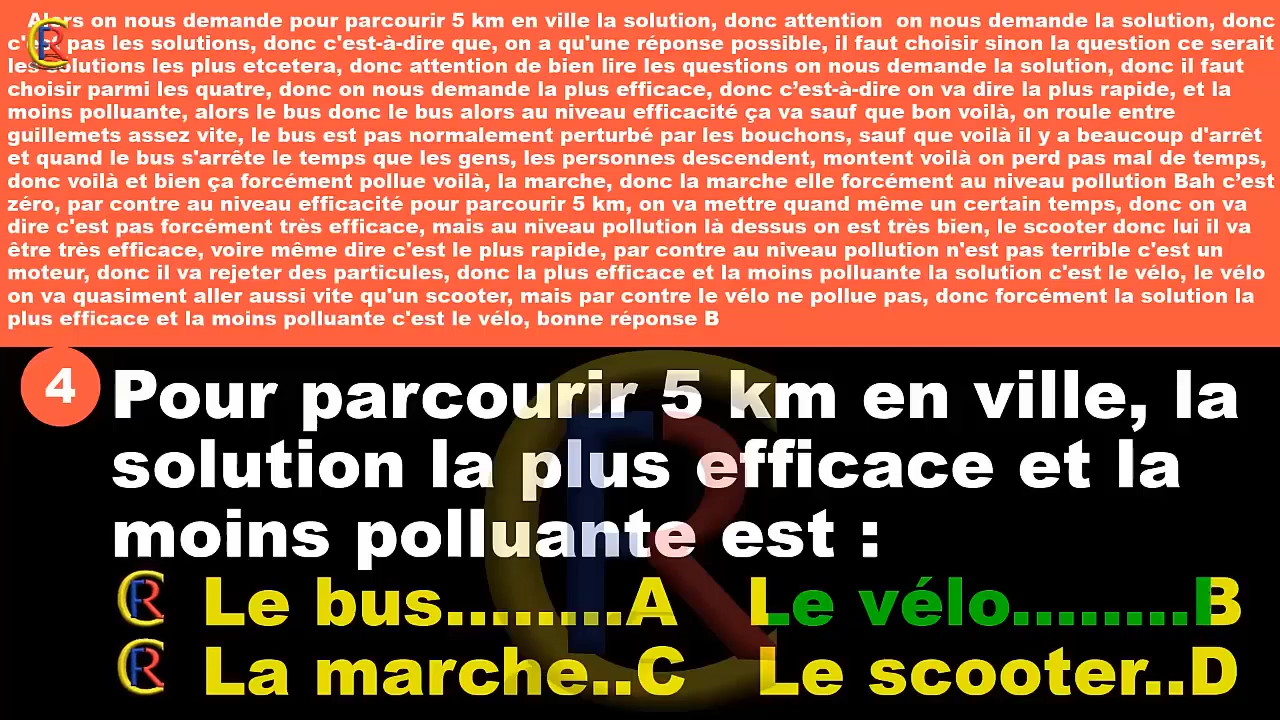 Alors on nous demande pour parcourir 5 km en ville la solution, donc attention on nous demande la solution, donc
c'est pas les solutions, donc c'est-à-dire que, on a qu'une réponse possible, il faut choisir sinon la question ce serait
les solutions les plus etcetera, donc attention de bien lire les questions on nous demande la solution, donc il faut
choisir parmi les quatre, donc on nous demande la plus efficace, donc c’est-à-dire on va dire la plus rapide, et la
moins polluante, alors le bus donc le bus alors au niveau efficacité ça va sauf que bon voilà, on roule entre
guillemets assez vite, le bus est pas normalement perturbé par les bouchons, sauf que voilà il y a beaucoup d'arrêt
et quand le bus s'arrête le temps que les gens, les personnes descendent, montent voilà on perd pas mal de temps,
donc voilà et bien ça forcément pollue voilà, la marche, donc la marche elle forcément au niveau pollution Bah c’est
zéro, par contre au niveau efficacité pour parcourir 5 km, on va mettre quand même un certain temps, donc on va
dire c'est pas forcément très efficace, mais au niveau pollution là dessus on est très bien, le scooter donc lui il va
être très efficace, voire même dire c'est le plus rapide, par contre au niveau pollution n'est pas terrible c'est un
moteur, donc il va rejeter des particules, donc la plus efficace et la moins polluante la solution c'est le vélo, le vélo
on va quasiment aller aussi vite qu'un scooter, mais par contre le vélo ne pollue pas, donc forcément la solution la
plus efficace et la moins polluante c'est le vélo, bonne réponse B
4 Pour parcourir 5 km en ville, la
solution la plus efficace et la
moins polluante est :
Le bus........A Le vélo........B
La marche..C Le scooter..D